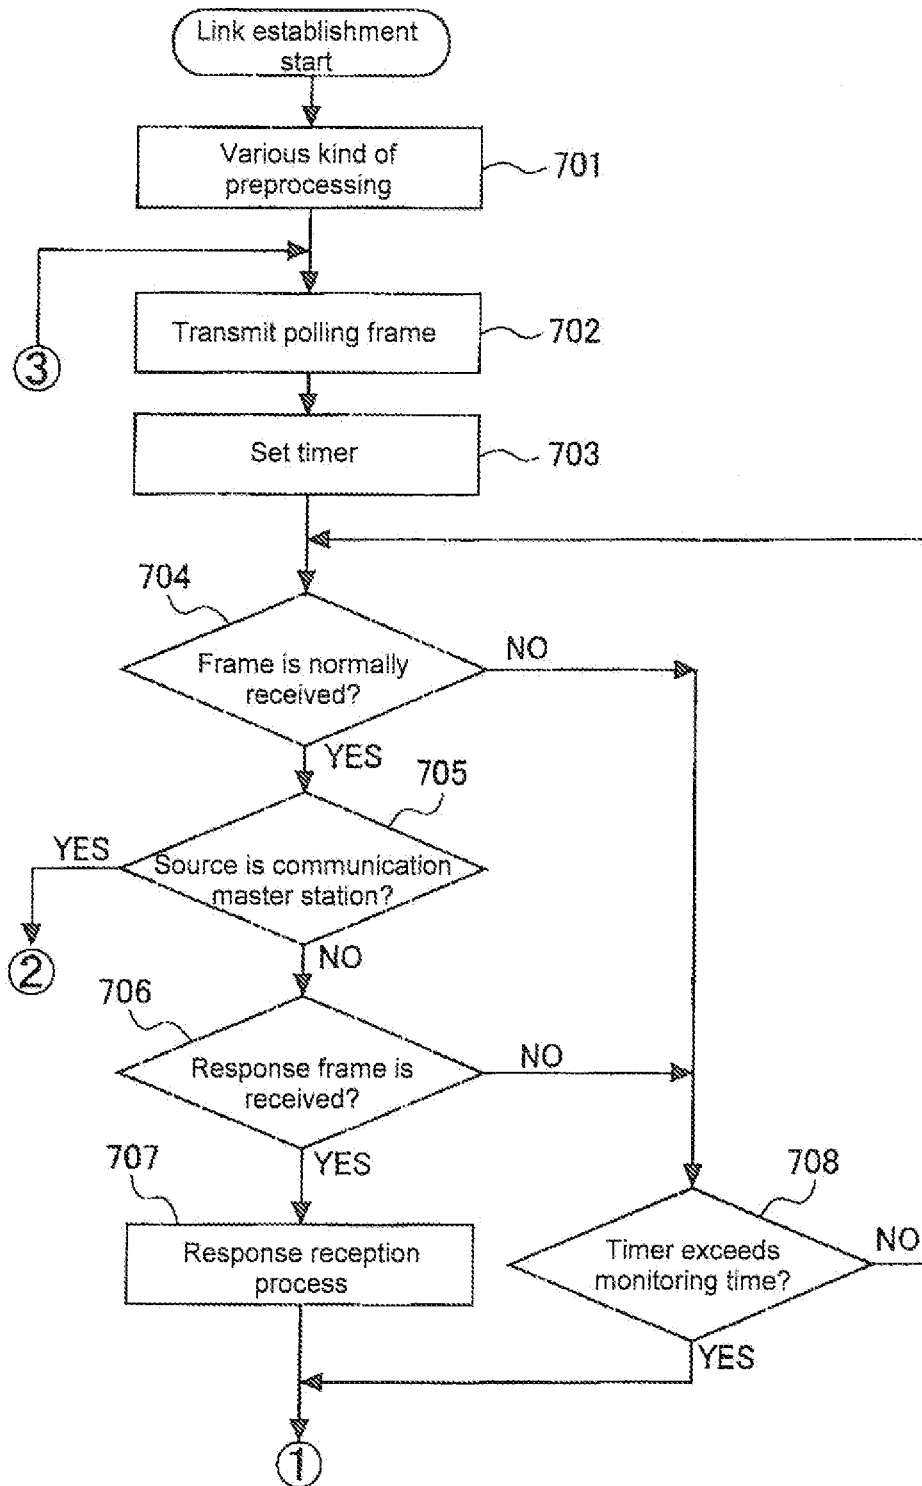 Link establishment
start
Various kind of
preprocessing
701
Transmit polling frame
702
3
Set timer
703
704
Frame is normally
received?
NO
YES
705
YES
Source is communication
master station?
2
NO
706
Response frame is
received?
NO
YES
707
708
Response reception
process
Timer exceeds
monitoring time?
NO
YES
1